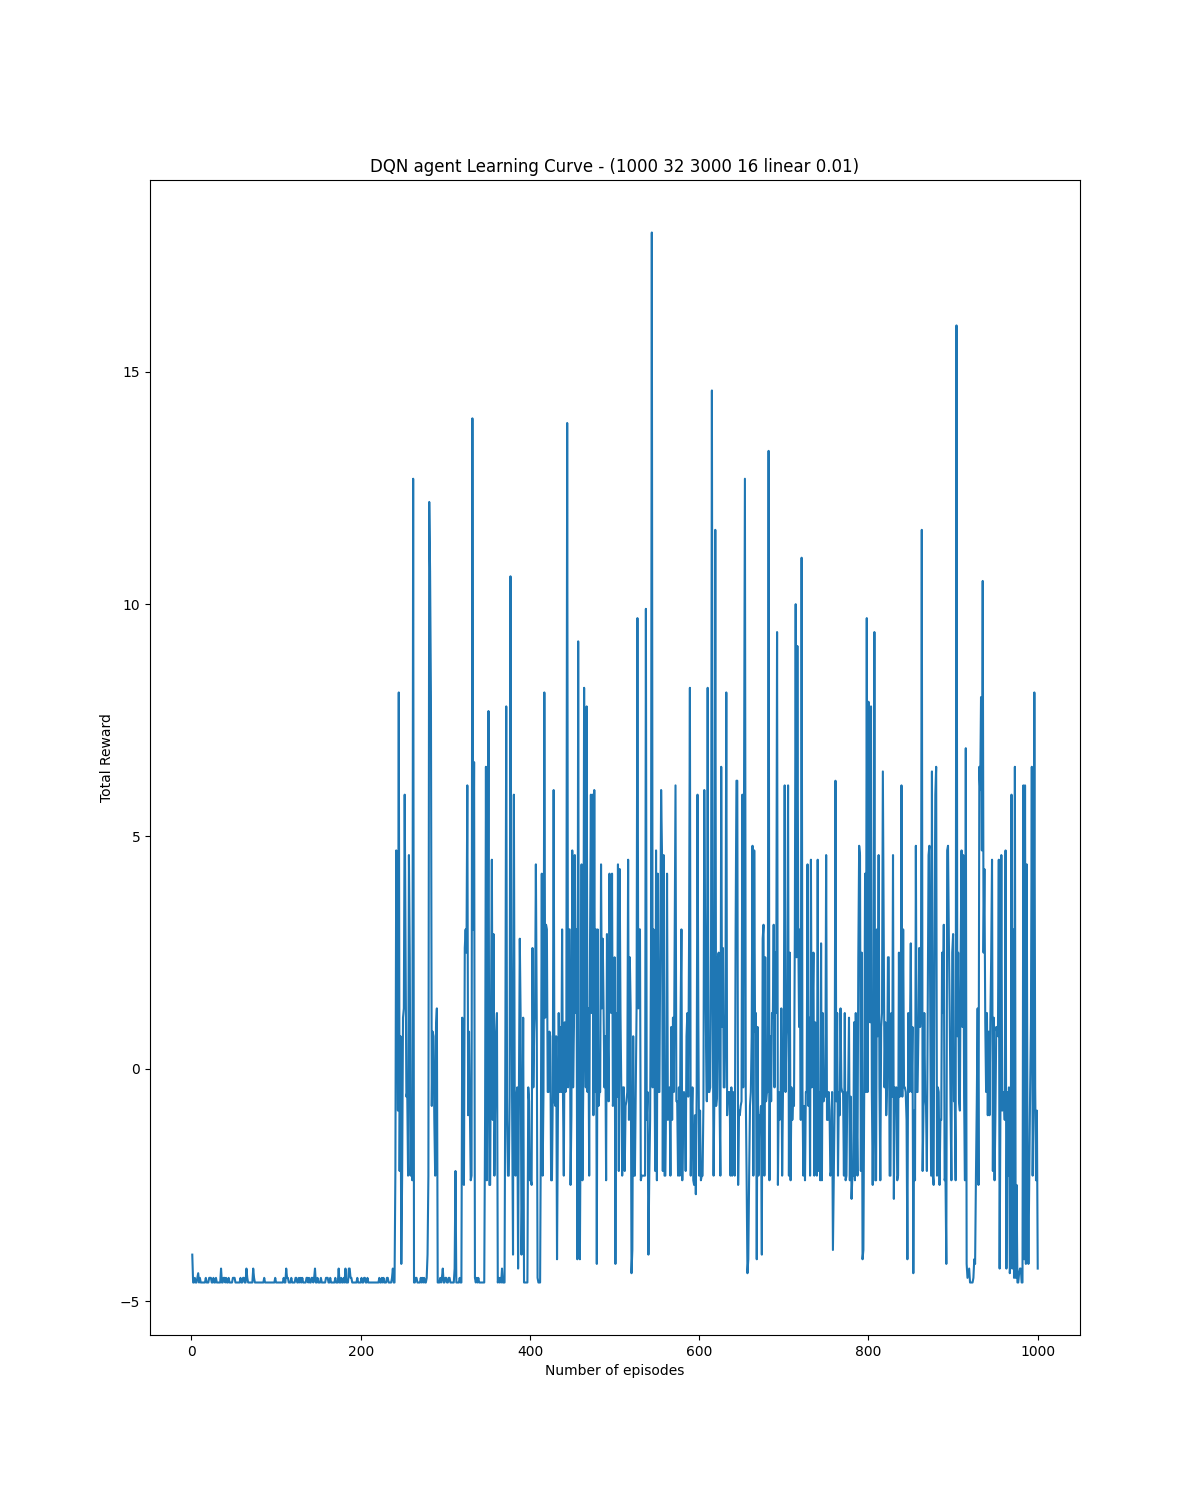 DQN agent Learning Curve - (1000 32 3000 16 linear 0.01)
15
10
5
0
−5
Total Reward
0 200 400 600 800 1000
Number of episodes